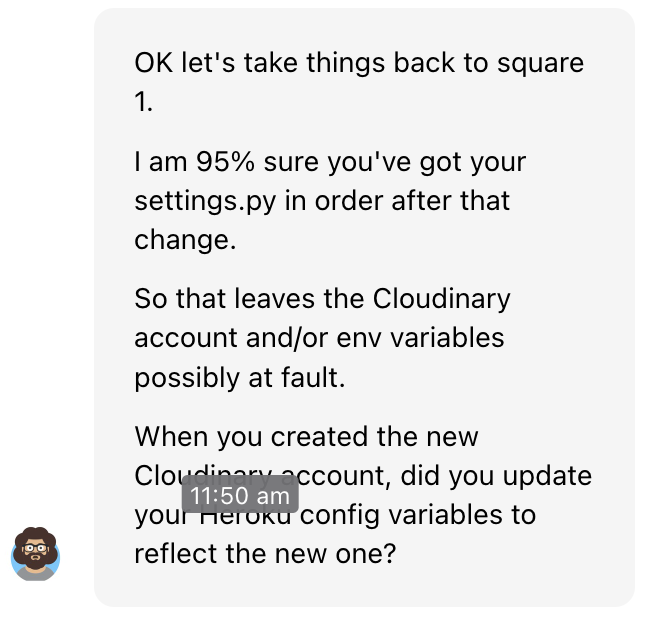 OK let's take things back to square
1.
I am 95% sure you've got your
settings.py in order after that
change.
So that leaves the Cloudinary
account and/or env variables
possibly at fault.
When you created the new
Cloudinary account, did you update
11:50 am
your Heroku config variables to
reflect the new one?